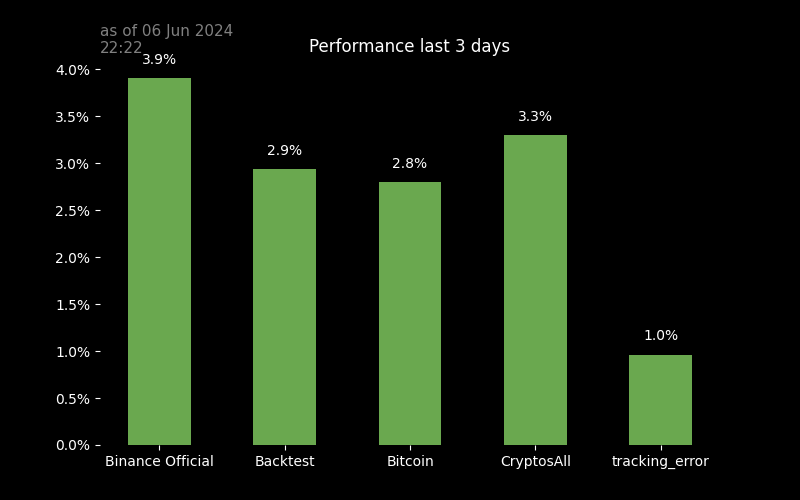 as of 06 Jun 2024
22:22
Performance last 3 days
4.0%
3.5%
3.0%
2.5%
2.0%
1.5%
1.0%
0.5%
0.0%
3.9%
2.9%
2.8%
3.3%
1.0%
Binance Official
Backtest
Bitcoin
CryptosAll
tracking_error